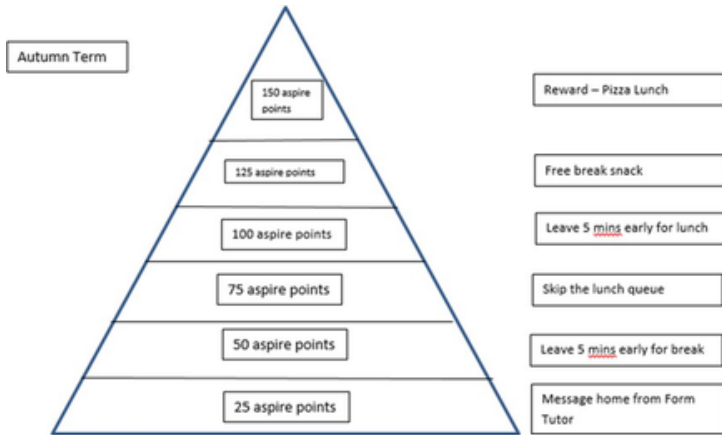 Autumn Term
150 aspire
points
Reward – Pizza Lunch
125 aspire points
Free break snack
100 aspire points
Leave 5 mins early for lunch
75 aspire points
Skip the lunch queue
50 aspire points
Leave 5 mins early for break
25 aspire points
Message home from Form
Tutor